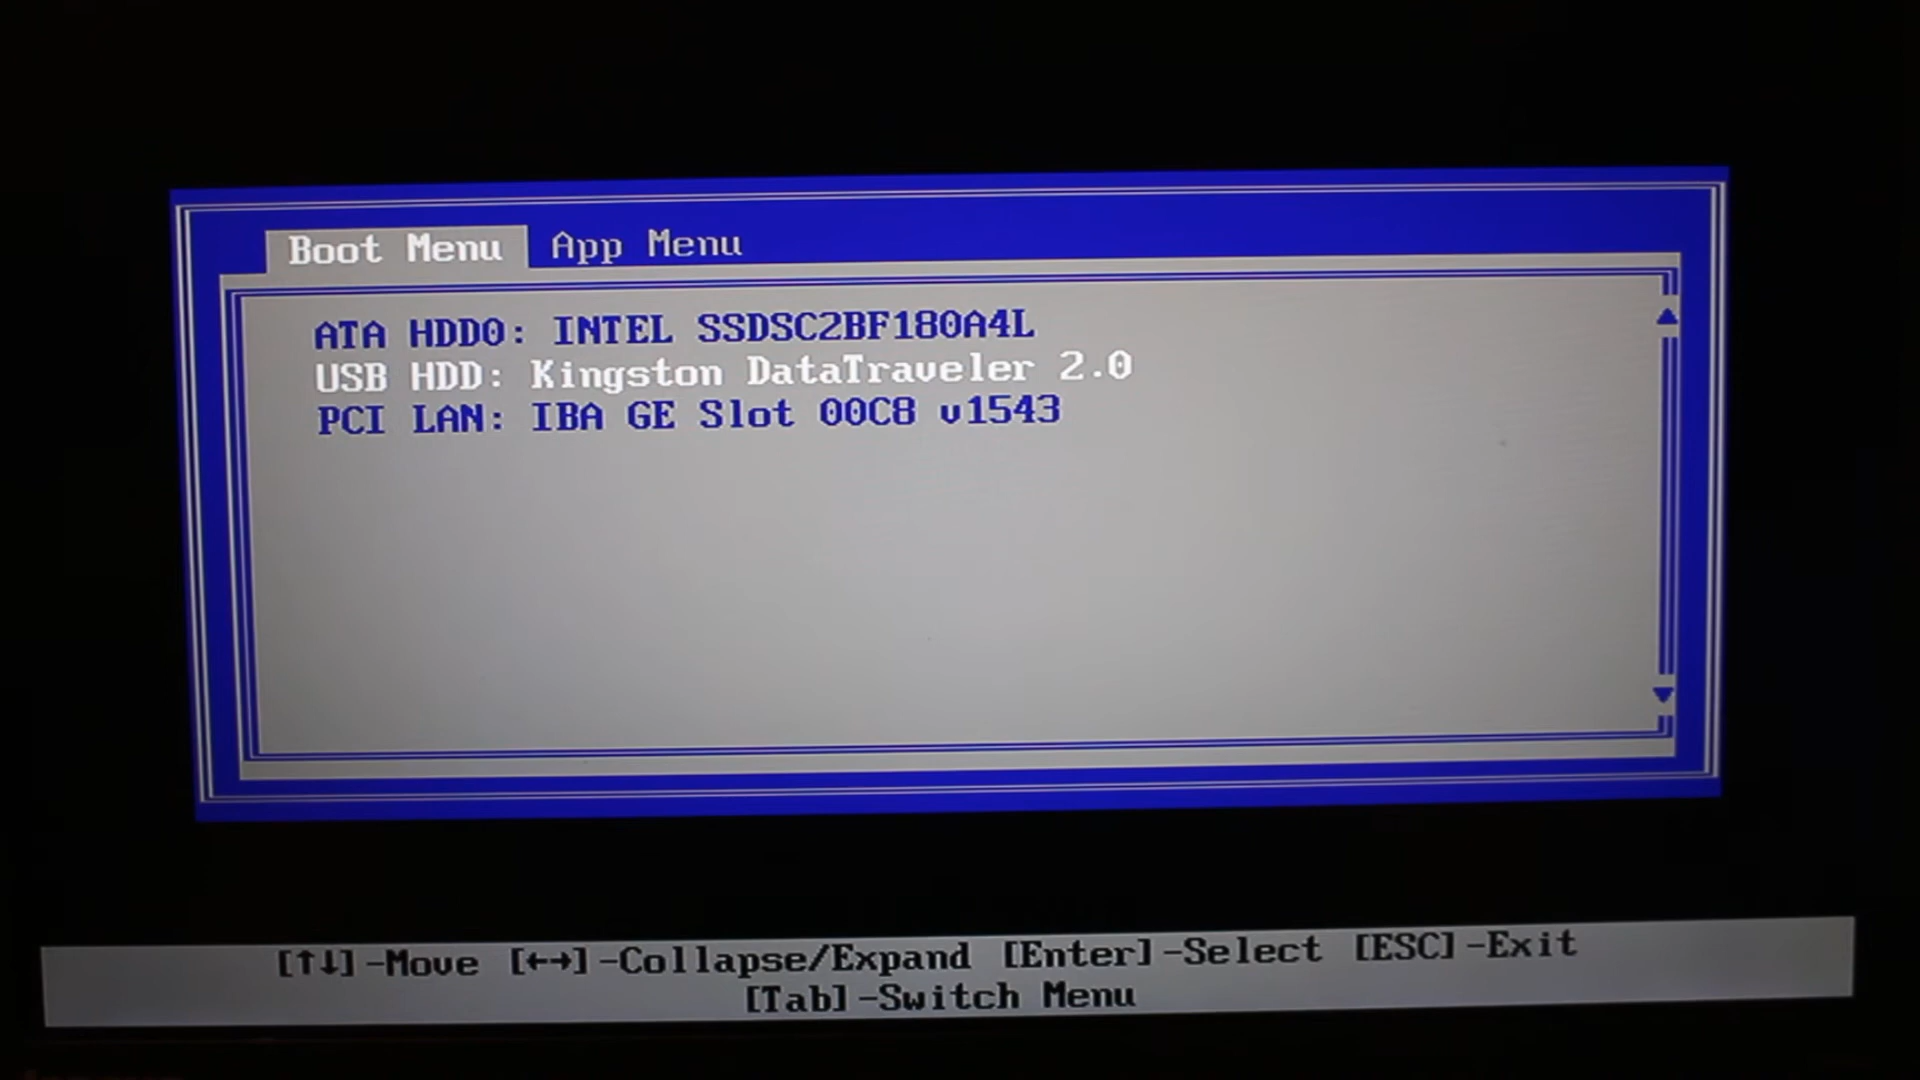 Boot Menu App Menu
ATA HDD0: INTEL SSDSC2BF180A4L
USB HDD: Kingston DataTraveler 2.0
PCI LAN: IBA GE Slot 00C8 v1543
[↑↓]-Move [←→]-Collapse/Expand [Enter]-Select [ESC]-Exit
[Tab]-Switch Menu